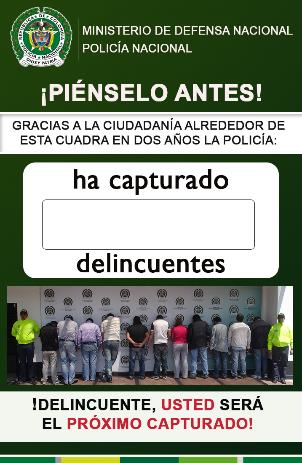 MINISTERIO DE DEFENSA NACIONAL
POLICÍA NACIONAL
¡PIÉNSELO ANTES!
GRACIAS A LA CIUDADANÍA ALREDEDOR DE
ESTA CUADRA EN DOS AÑOS LA POLICÍA:
ha capturado
delincuentes
!DELINCUENTE, USTED SERÁ
EL PRÓXIMO CAPTURADO!